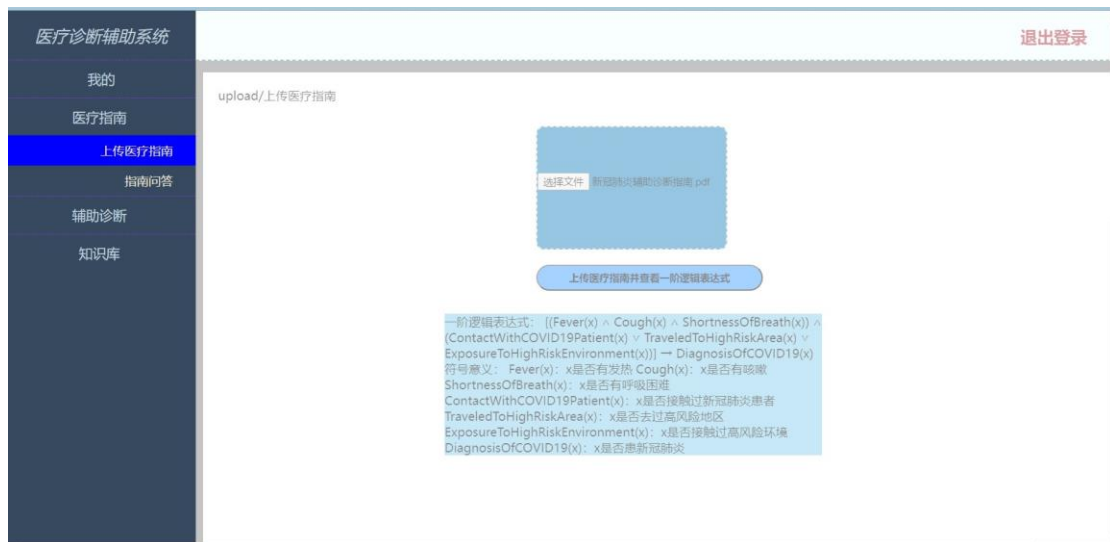 医疗诊断辅助系统
退出登录
我的
医疗指南
上传医疗指南
指南问答
辅助诊断
知识库
upload/上传医疗指南
选择文件 新冠肺炎辅助诊断指南.pdf
上传医疗指南并查看一阶逻辑表达式
一阶逻辑表达式： [(Fever(x) ∧ Cough(x) ∧ ShortnessOfBreath(x)) ∧
(ContactWithCOVID19Patient(x) ∨ TraveledToHighRiskArea(x) ∨
ExposureToHighRiskEnvironment(x))] → DiagnosisOfCOVID19(x)
符号意义： Fever(x)：x是否有发热 Cough(x)：x是否有咳嗽
ShortnessOfBreath(x)：x是否有呼吸困难
ContactWithCOVID19Patient(x)：x是否接触过新冠肺炎患者
TraveledToHighRiskArea(x)：x是否去过高风险地区
ExposureToHighRiskEnvironment(x)：x是否接触过高风险环境
DiagnosisOfCOVID19(x)：x是否患新冠肺炎